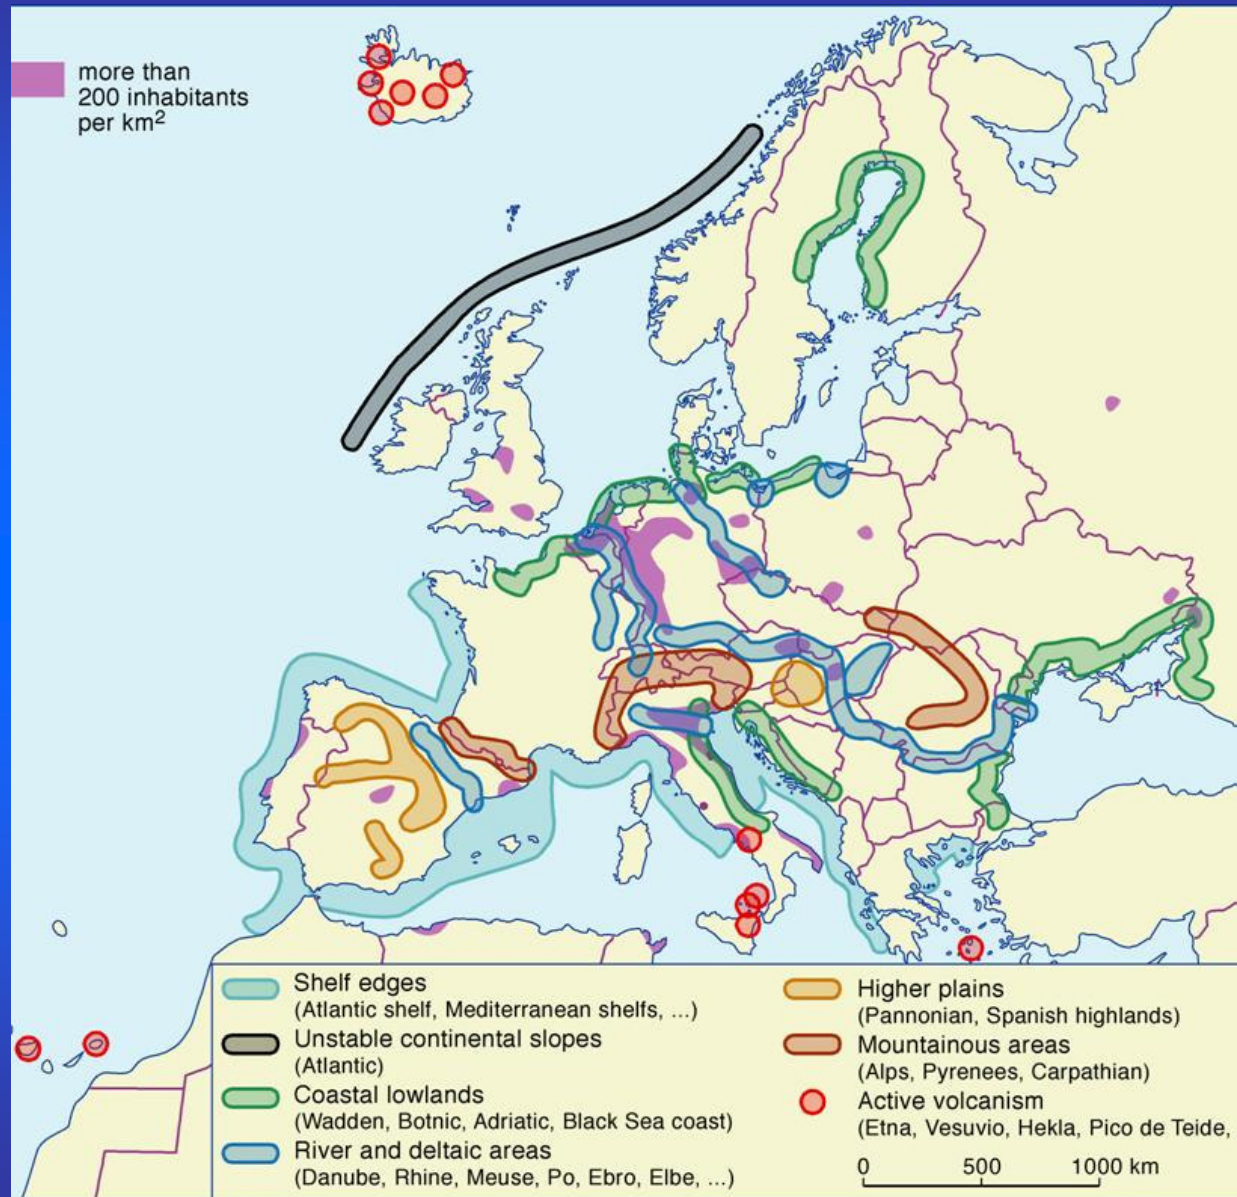 more than
200 inhabitants
per km²
Shelf edges
(Atlantic shelf, Mediterranean shelfs, ...)
Unstable continental slopes
(Atlantic)
Coastal lowlands
(Wadden, Botnic, Adriatic, Black Sea coast)
River and deltaic areas
(Danube, Rhine, Meuse, Po, Ebro, Elbe, ...)
Higher plains
(Pannonian, Spanish highlands)
Mountainous areas
(Alps, Pyrenees, Carpathian)
Active volcanism
(Etna, Vesuvio, Hekla, Pico de Teide,
0 500 1000 km